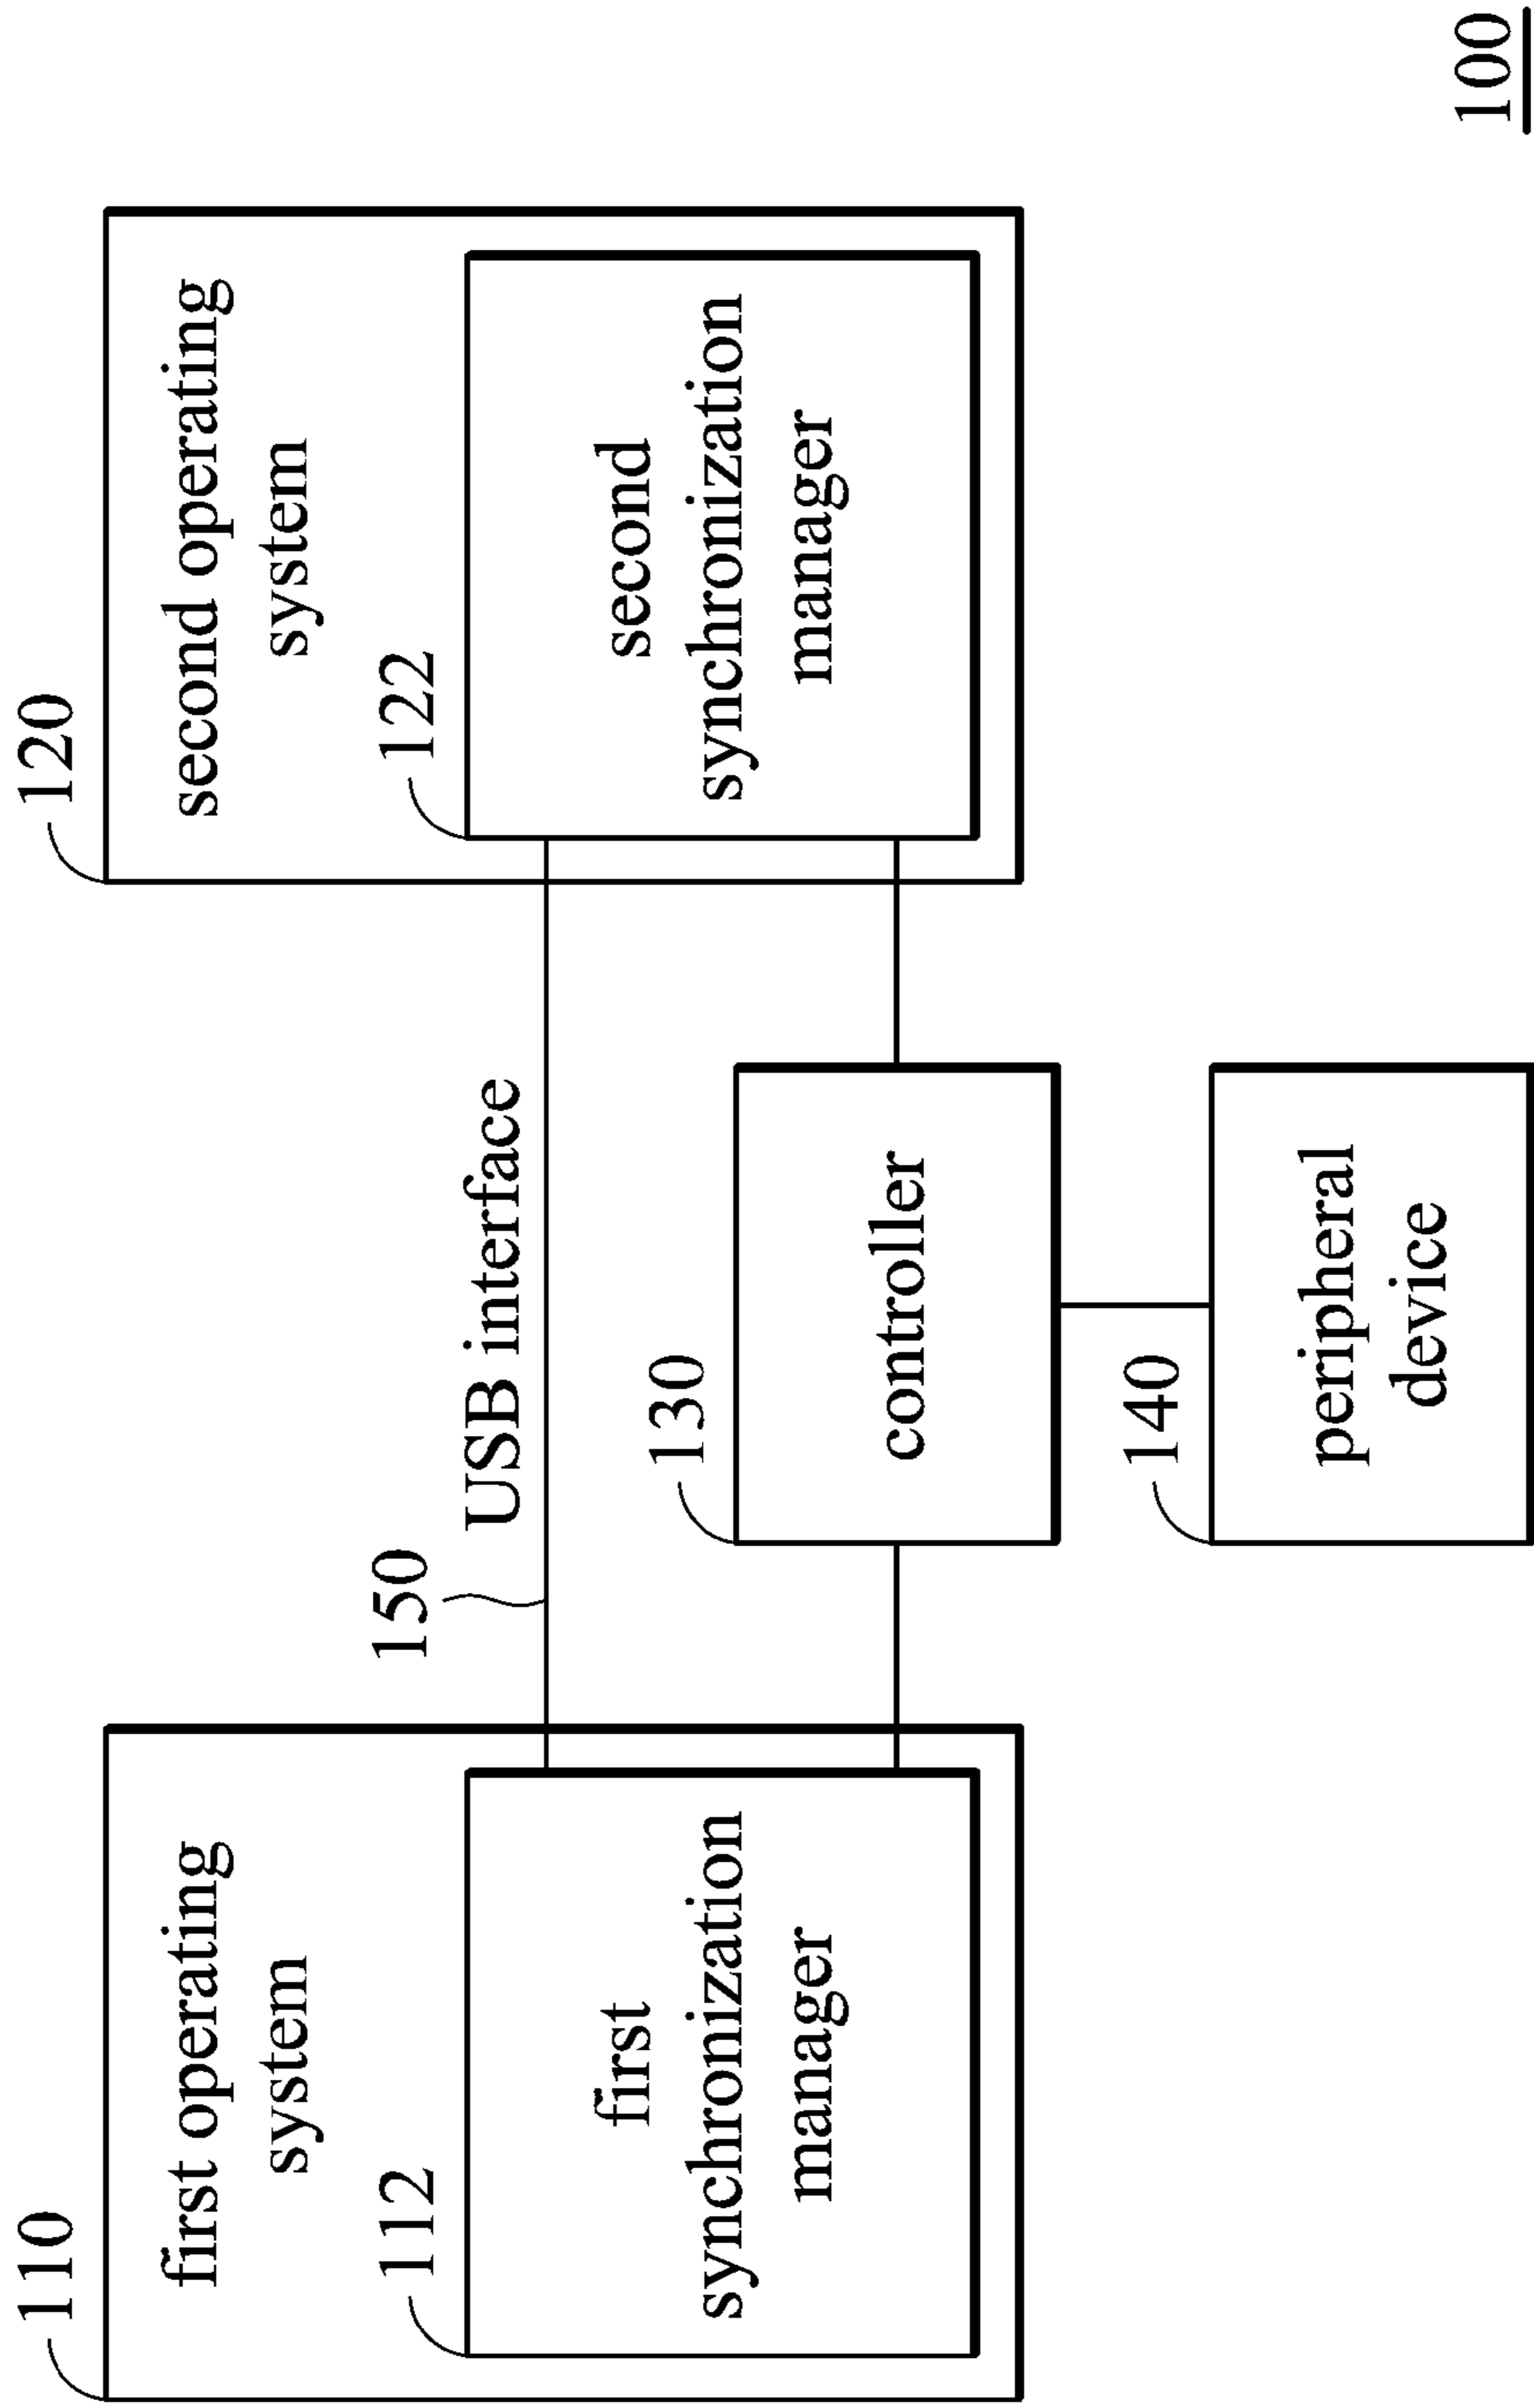 110
first operating
system
112
first
synchronization
manager
150
USB interface
130
controller
140
peripheral
device
120
second operating
system
122
second
synchronization
manager
100